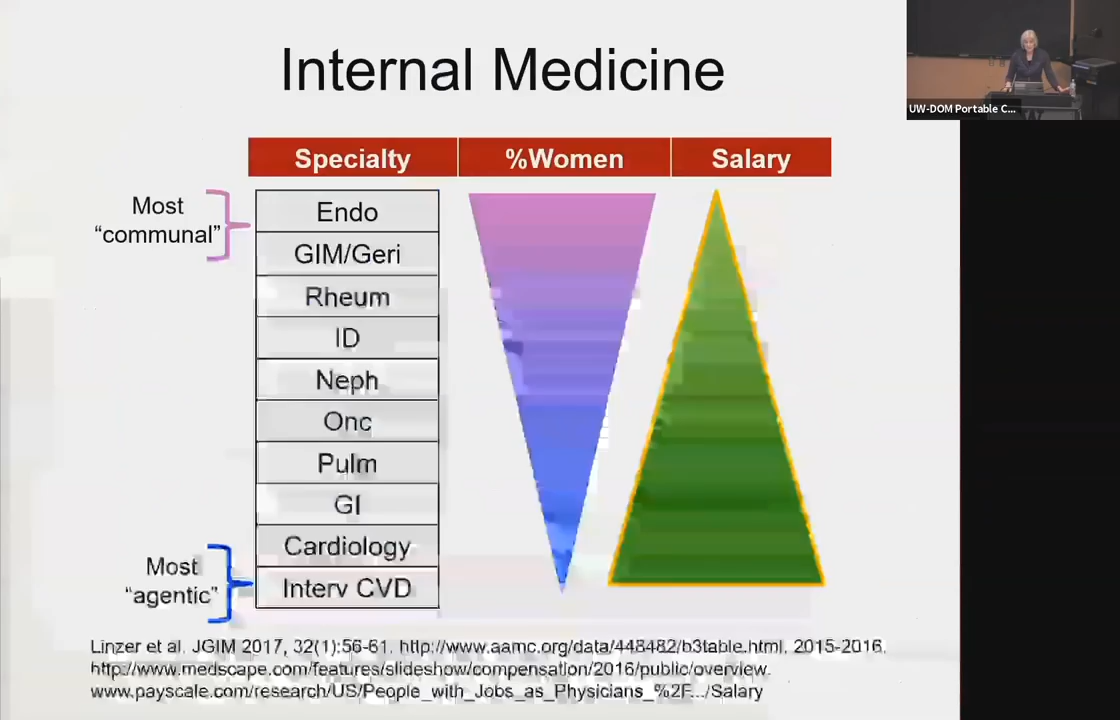 Internal Medicine
UW-DOM Portable C...
Specialty %Women Salary
Most
“communal”
Endo
GIM/Geri
Rheum
ID
Neph
Onc
Pulm
GI
Cardiology
Interv CVD
Most
“agentic”
Linzer et al. JGIM 2017, 32(1):56-61. http://www.aamc.org/data/448482/b3table.html. 2015-2016.
http://www.medscape.com/features/slideshow/compensation/2016/public/overview.
www.payscale.com/research/US/People_with_Jobs_as_Physicians_%2F.../Salary